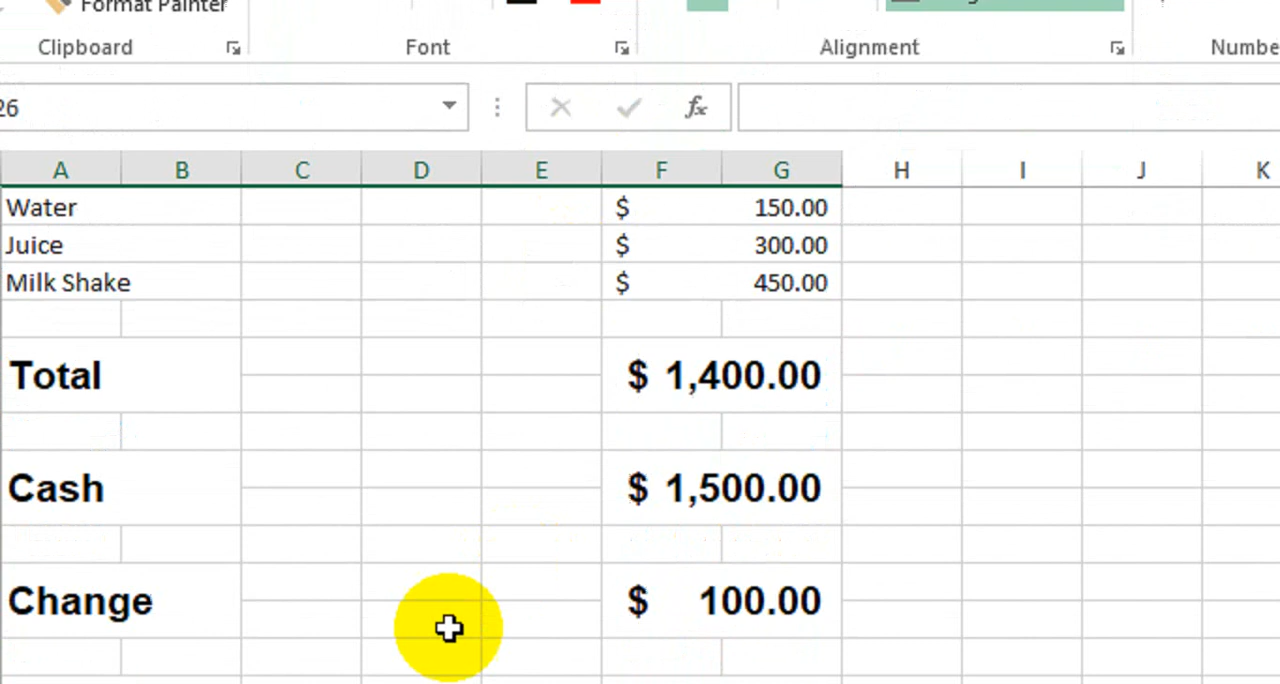 Format Painter
Clipboard Font Alignment Numbe
26 fx
A B C D E F G H I J K
Water $ 150.00
Juice $ 300.00
Milk Shake $ 450.00
Total $ 1,400.00
Cash $ 1,500.00
Change $ 100.00